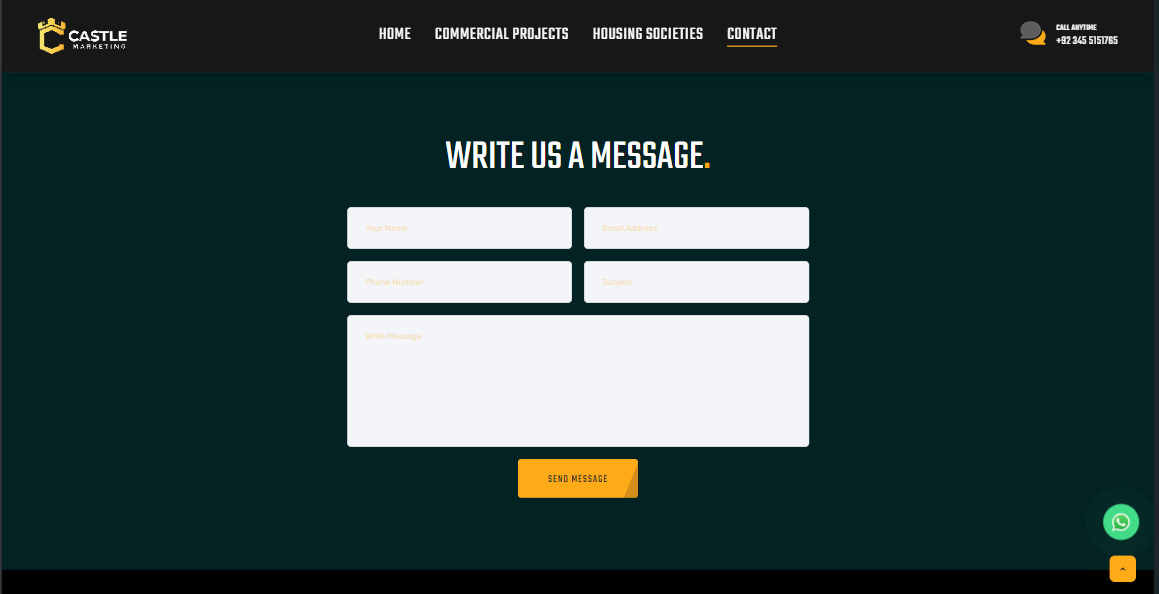 CASTLE
MARKETING
HOME
COMMERCIAL PROJECTS
HOUSING SOCIETIES
CONTACT
CALL ANYTIME
+92 345 5151765
WRITE US A MESSAGE.
Your Name
Email Address
Phone Number
Subject
Write Message
SEND MESSAGE